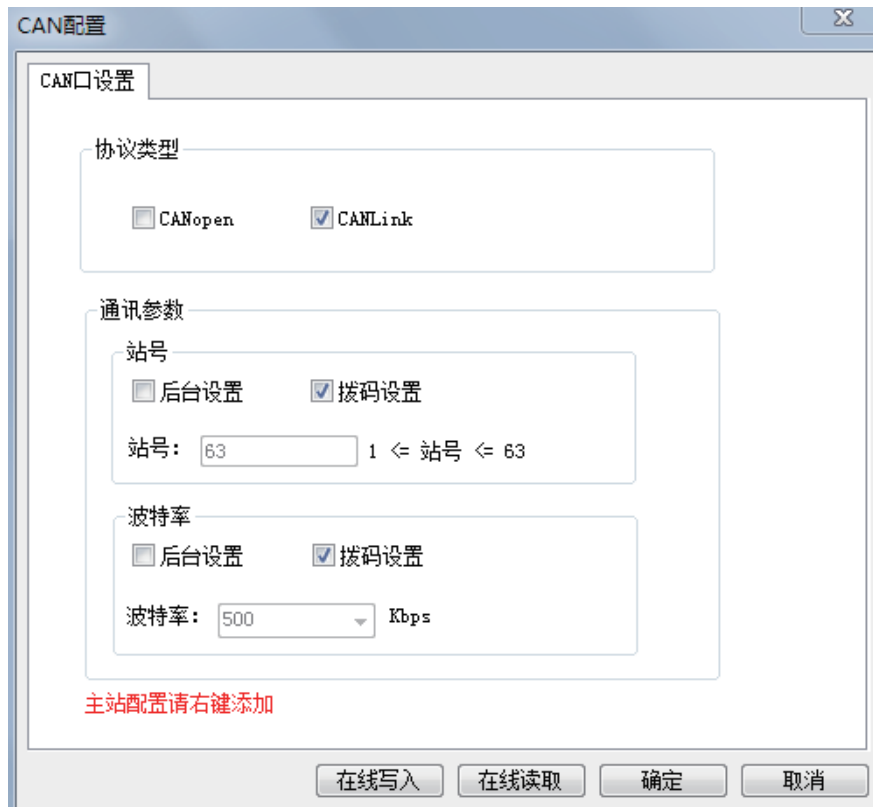 CAN配置
CAN口设置
协议类型
CANopen CANLink
通讯参数
站号
后台设置 拨码设置
站号: 63 1 <= 站号 <= 63
波特率
后台设置 拨码设置
波特率: 500 Kbps
主站配置请右键添加
在线写入 在线读取 确定 取消